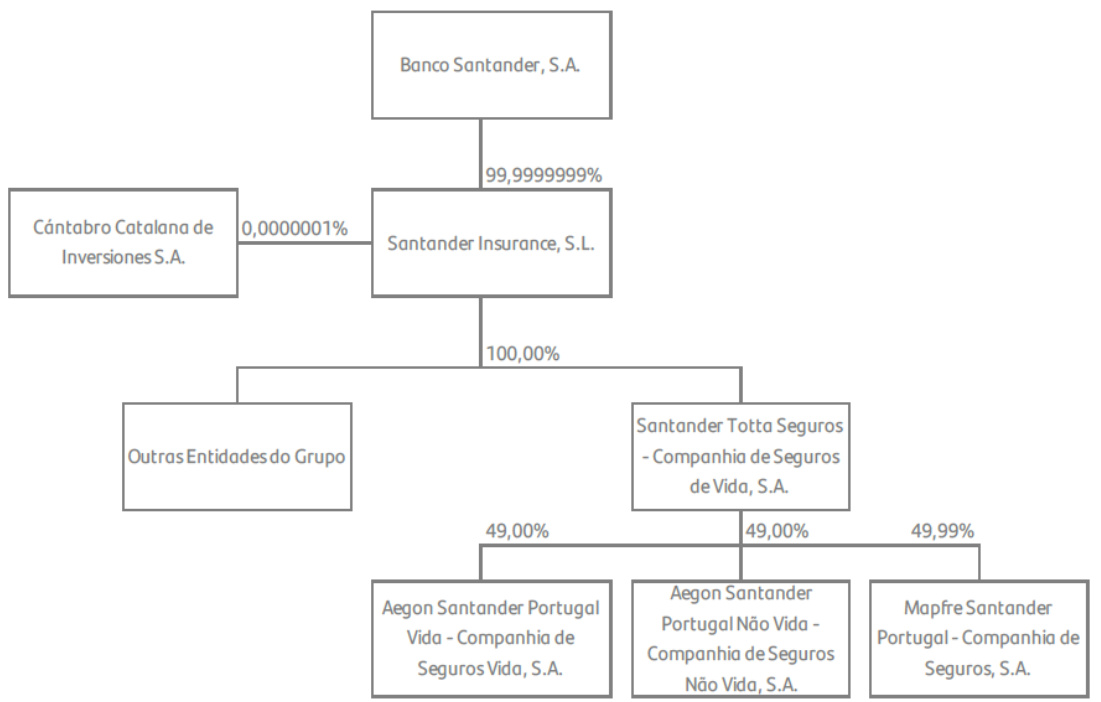 Banco Santander, S.A.
99,9999999%
Cántabro Catalana de
Inversiones S.A.
0,0000001%
Santander Insurance, S.L.
100,00%
Outras Entidades do Grupo
Santander Totta Seguros
- Companhia de Seguros
de Vida, S.A.
49,00%
49,00%
49,99%
Aegon Santander Portugal
Vida - Companhia de
Seguros Vida, S.A.
Aegon Santander
Portugal Não Vida -
Companhia de Seguros
Não Vida, S.A.
Mapfre Santander
Portugal - Companhia de
Seguros, S.A.